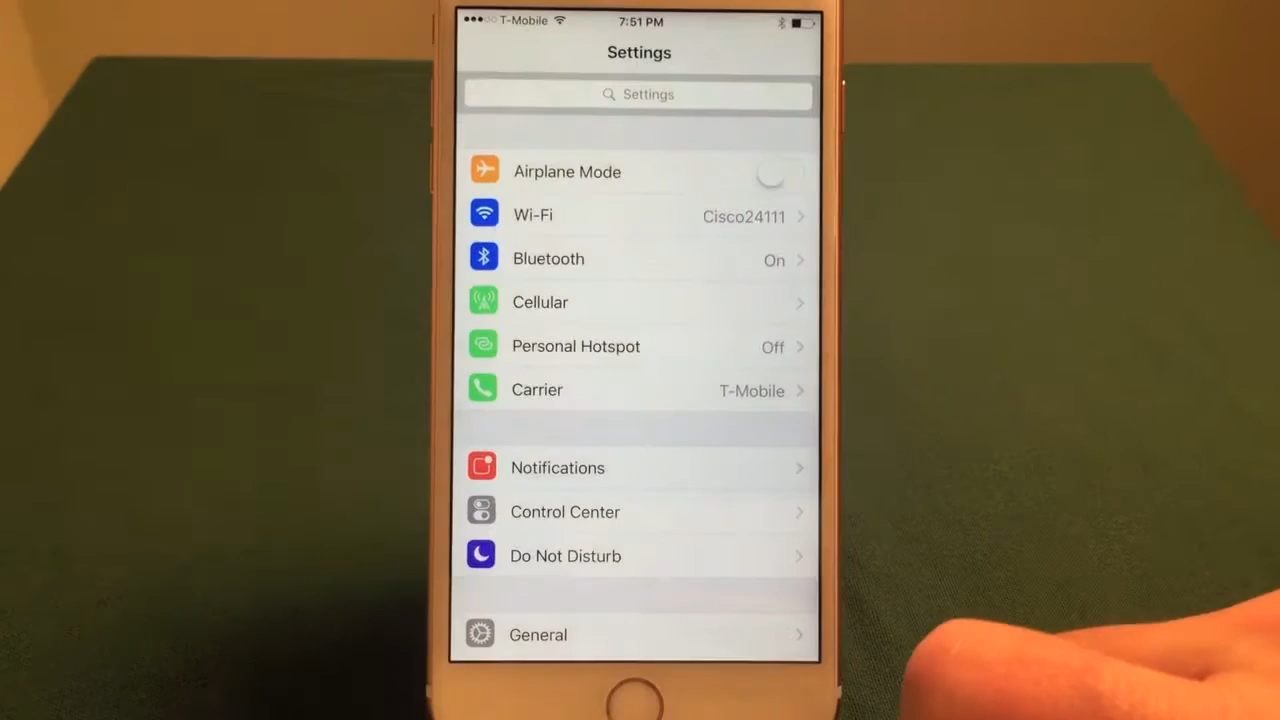 T-Mobile 7:51 PM
Settings
Settings
Airplane Mode
Wi-Fi Cisco24111
Bluetooth On
Cellular
Personal Hotspot Off
Carrier T-Mobile
Notifications
Control Center
Do Not Disturb
General